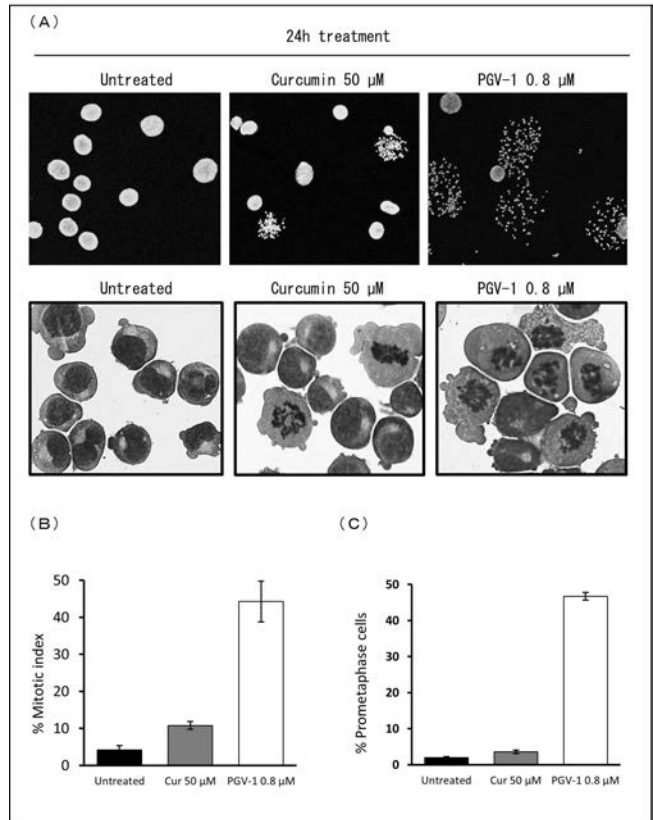 (A)
24h treatment
Untreated Curcumin 50 μM PGV-1 0.8 μM
Untreated Curcumin 50 μM PGV-1 0.8 μM
(B)
% Mitotic index
50
40
30
20
10
0
Untreated Cur 50 μM PGV-1 0.8 μM
(C)
% Prometaphase cells
50
40
30
20
10
0
Untreated Cur 50 μM PGV-1 0.8 μM